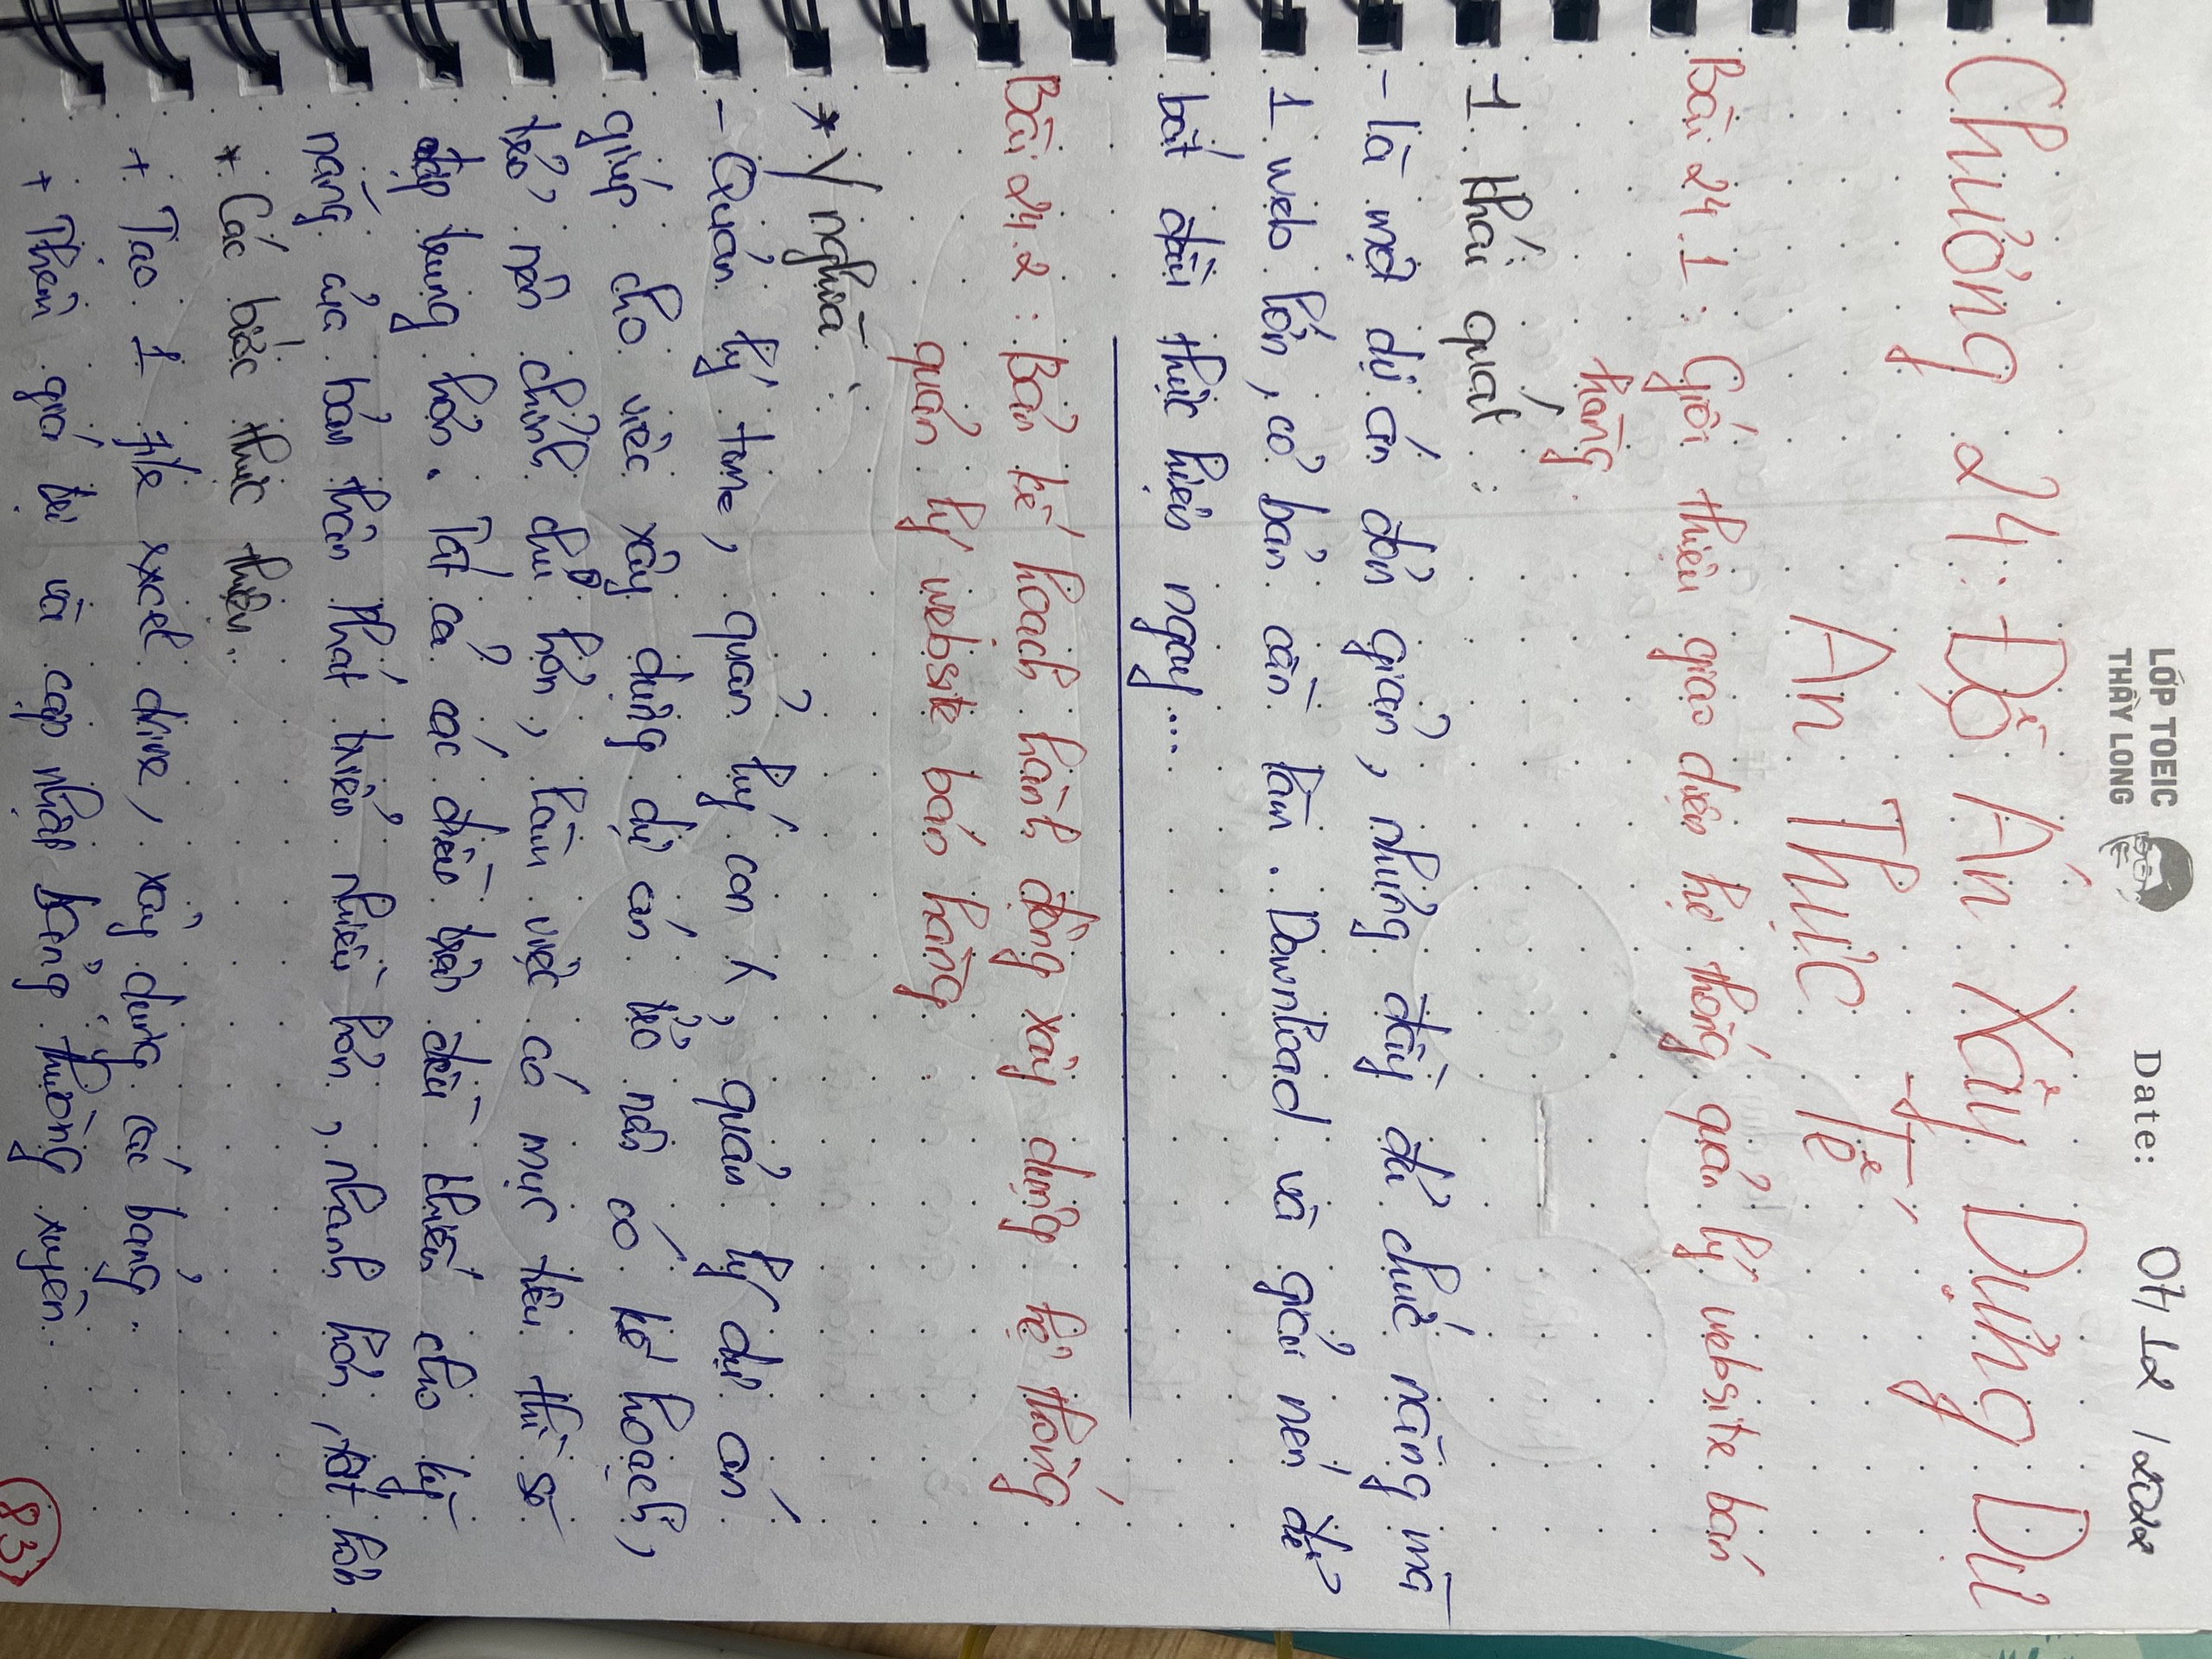 LỚP TOEIC
THẦY LONG
Date: 07/12/2022
Chương 24: Đồ Án Xây Dựng Dự
Án Thực Tế
Bài 24.1: Giới thiệu giao diện hệ thống quản lý website bán
hàng.
1. Khái quát:
- là một dự án đơn giản, nhưng đầy đủ chức năng mà
1 web lớn, cơ bản cần làm. Download và giải nén để
bắt đầu thực hiện ngay...
Bài 24.2: Bản kế hoạch hành động xây dựng hệ thống
quản lý website bán hàng.
* Ý nghĩa:
- Quản lý time, quản lý con, quản lý dự án
giúp cho việc xây dựng dự án trở nên có kế hoạch,
trở nên chỉnh chu hơn, làm việc có mục tiêu thì sẽ
tập trung hơn. Tất cả các điều trên đều khiến cho kỹ
năng của bản thân phát triển nhiều hơn, nhanh hơn, tốt hơn.
* Các bước thực hiện.
+ Tạo 1 file excel drive, xây dựng các bảng.
+ Thêm giá trị và cập nhật bảng thường xuyên.
83